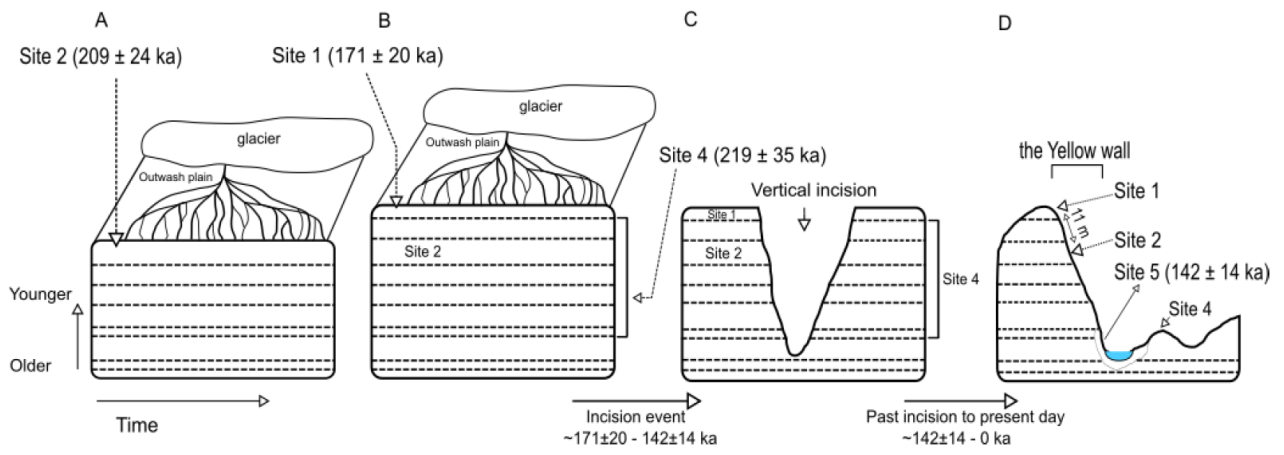 A
B
C
D
Site 2 (209 ± 24 ka)
Site 1 (171 ± 20 ka)
glacier
Outwash plain
glacier
Outwash plain
Site 2
Site 4 (219 ± 35 ka)
Vertical incision
Site 1
Site 2
Site 4
the Yellow wall
Site 1
11 m
Site 2
Site 5 (142 ± 14 ka)
Site 4
Younger
Older
Time
Incision event
~171±20 - 142±14 ka
Past incision to present day
~142±14 - 0 ka